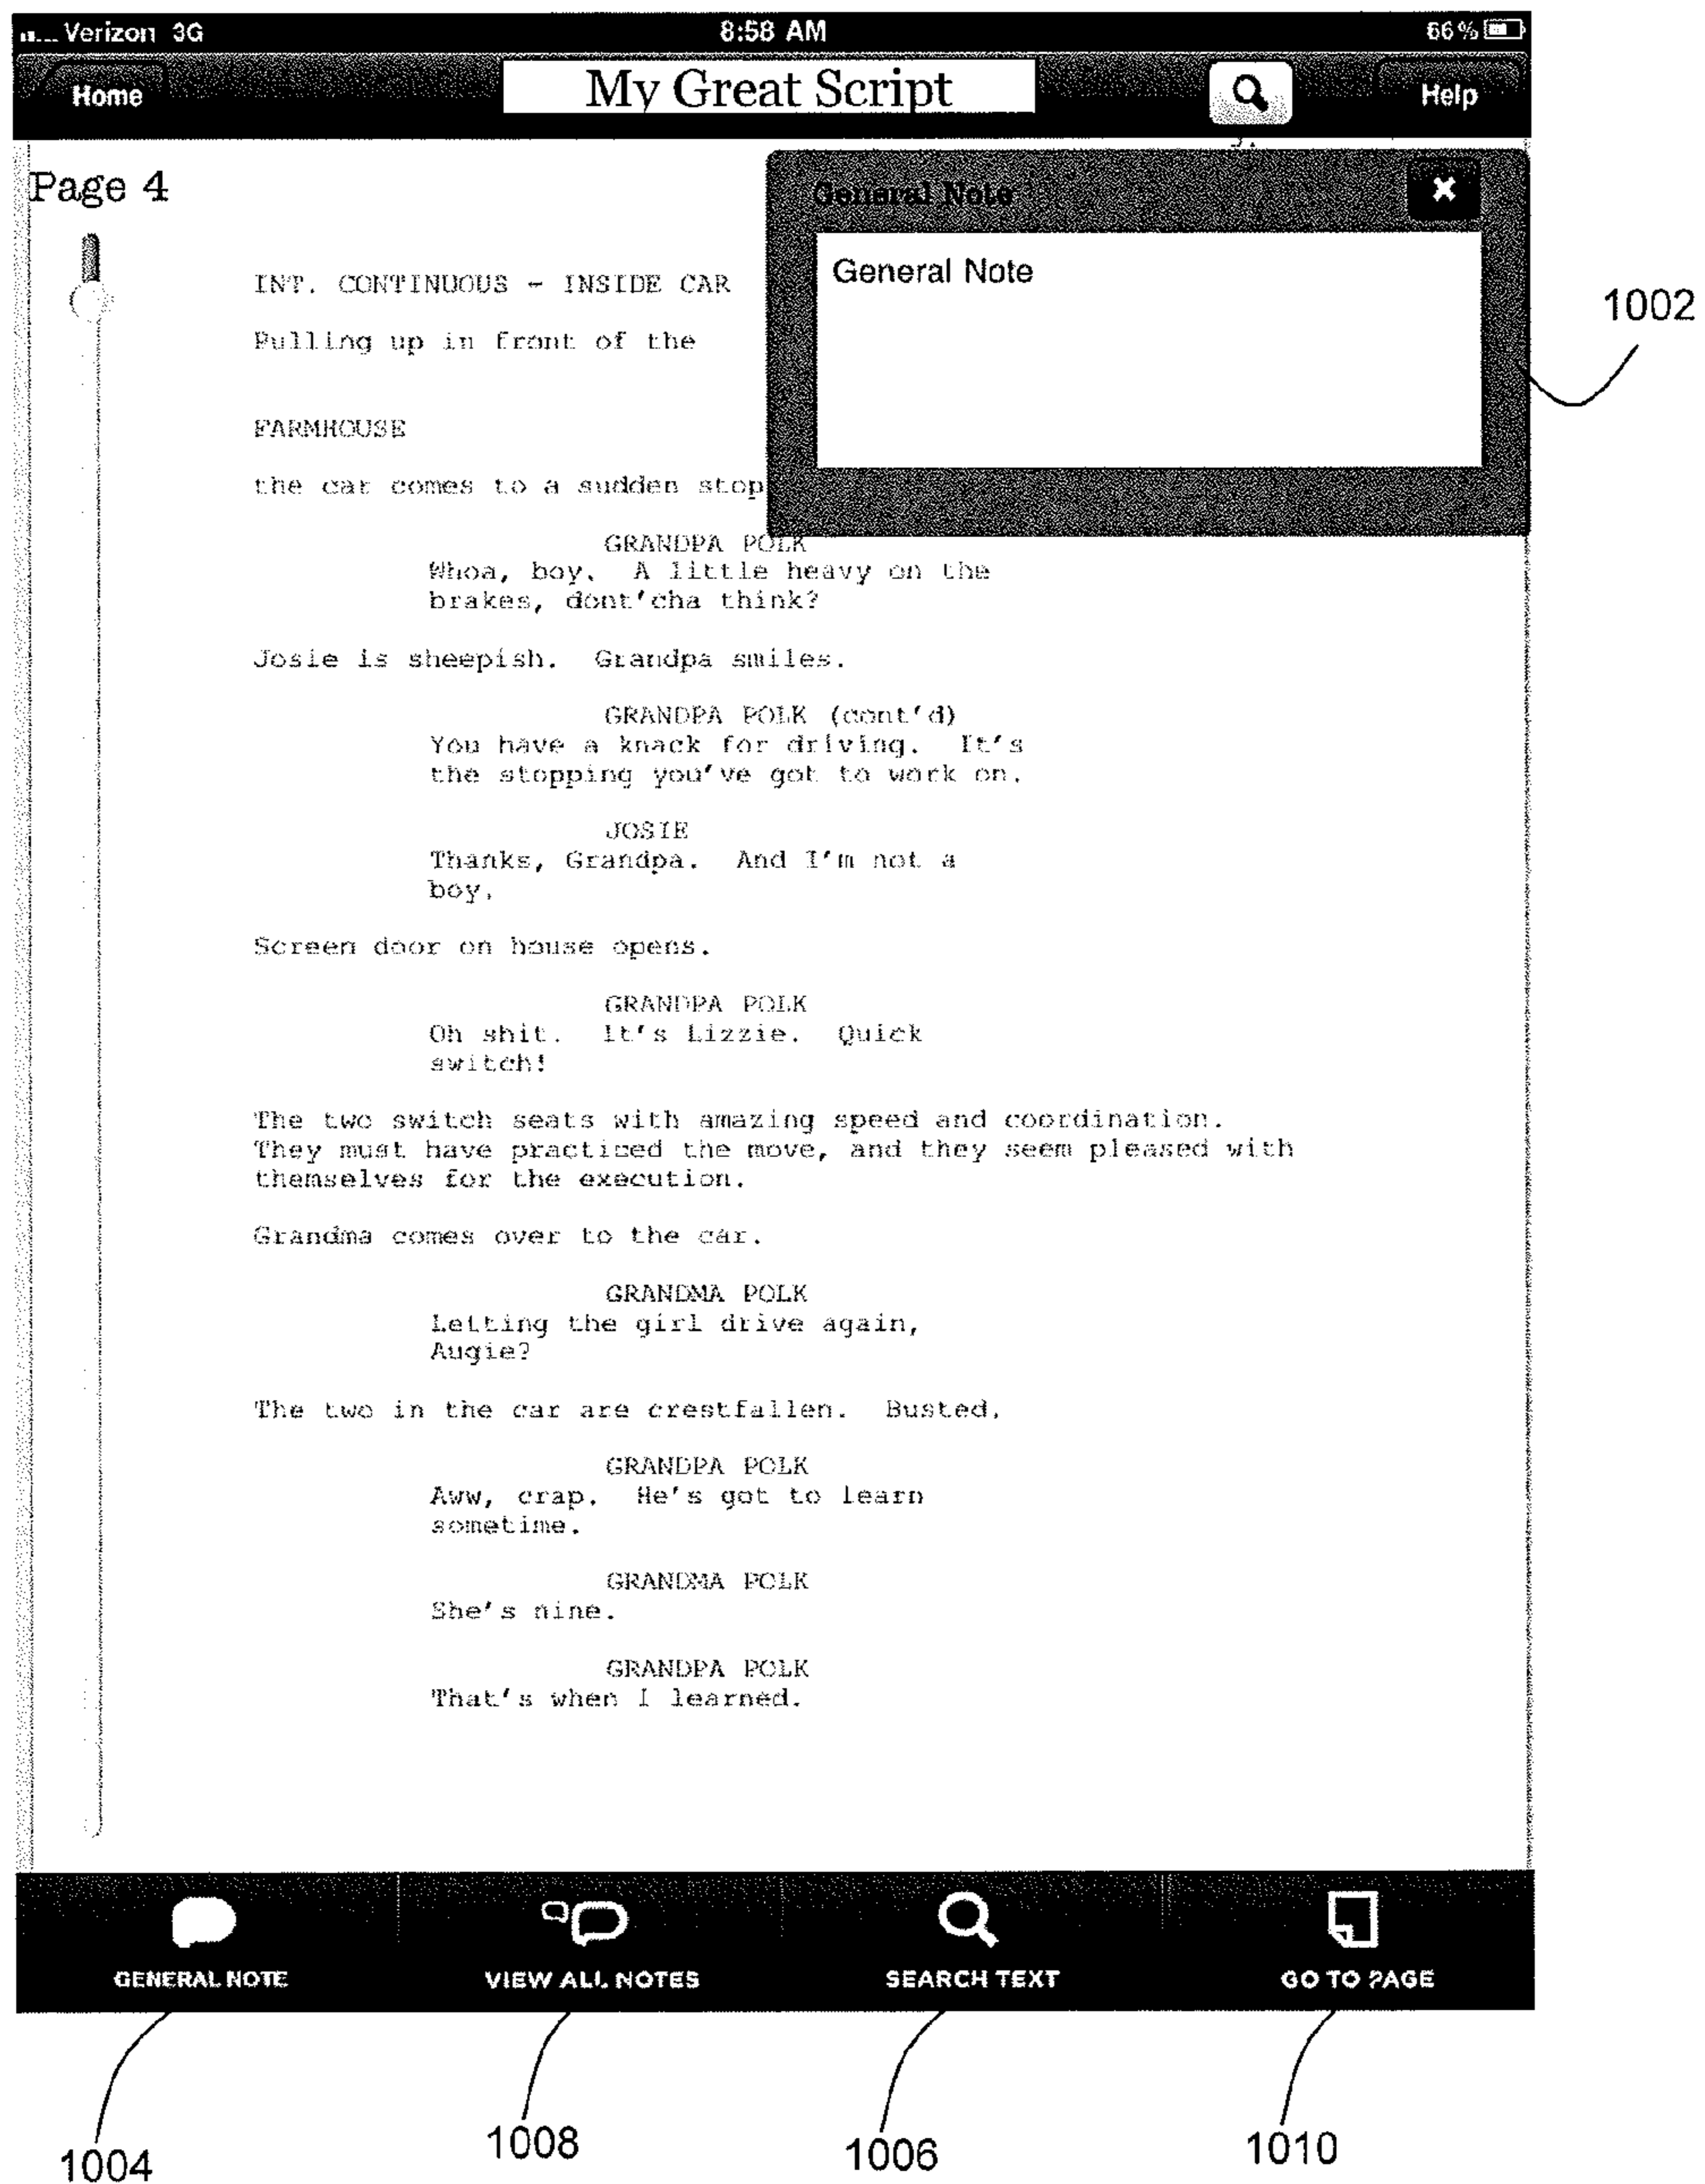 Verizon 3G 8:58 AM 66%
Home My Great Script Help
Page 4
General Note
General Note
1002
INT. CONTINUOUS - INSIDE CAR
Pulling up in front of the
FARMHOUSE
the car comes to a sudden stop
GRANDPA POLK
Whoa, boy. A little heavy on the
brakes, dont'cha think?
Josie is sheepish. Grandpa smiles.
GRANDPA POLK (cont'd)
You have a knack for driving. It's
the stopping you've got to work on.
JOSIE
Thanks, Grandpa. And I'm not a
boy.
Screen door on house opens.
GRANDPA POLK
Oh shit. It's Lizzie. Quick
switch!
The two switch seats with amazing speed and coordination.
They must have practiced the move, and they seem pleased with
themselves for the execution.
Grandma comes over to the car.
GRANDMA POLK
Letting the girl drive again,
Augie?
The two in the car are crestfallen. Busted.
GRANDPA POLK
Aww, crap. He's got to learn
sometime.
GRANDMA POLK
She's nine.
GRANDPA POLK
That's when I learned.
GENERAL NOTE VIEW ALL NOTES SEARCH TEXT GO TO PAGE
1004 1008 1006 1010